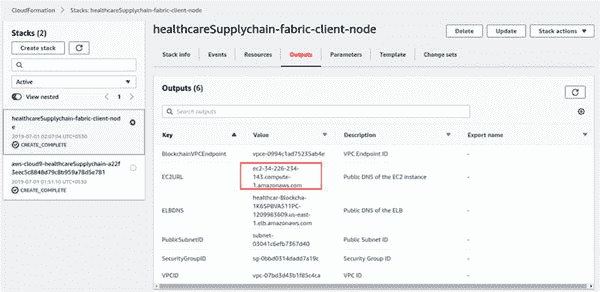 CloudFormation > Stacks: healthcareSupplychain-fabric-client-node
Stacks (2)
Create stack
Active
View nested
1
healthcareSupplychain-fabric-client-nod
e
2019-07-01 02:07:04 UTC+0530
CREATE_COMPLETE
aws-cloud9-healthcareSupplychain-a22f
3eec5c8848d79c8b959a78d5e781
2019-07-01 01:51:10 UTC+0530
CREATE_COMPLETE
healthcareSupplychain-fabric-client-node
Delete
Update
Stack actions
Stack info
Events
Resources
Outputs
Parameters
Template
Change sets
Outputs (6)
Search outputs
Key Value Description Export name
BlockchainVPCEndpoint vpce-0994c1ad75235ab4e VPC Endpoint ID -
EC2URL
ec2-34-226-234-
143.compute-
1.amazonaws.com
Public DNS of the EC2 instance -
ELBDNS
healthcar-Blockcha-
1K6SPBVA511PC-
1209983609.us-east-
1.elb.amazonaws.com
Public DNS of the ELB -
PublicSubnetID
subnet-
03041c6efb7367d40
Public Subnet ID -
SecurityGroupID sg-0bbd0314dadd7a19c Security Group ID -
VPCID vpc-07bd3d43b1f85c4ca VPC ID -